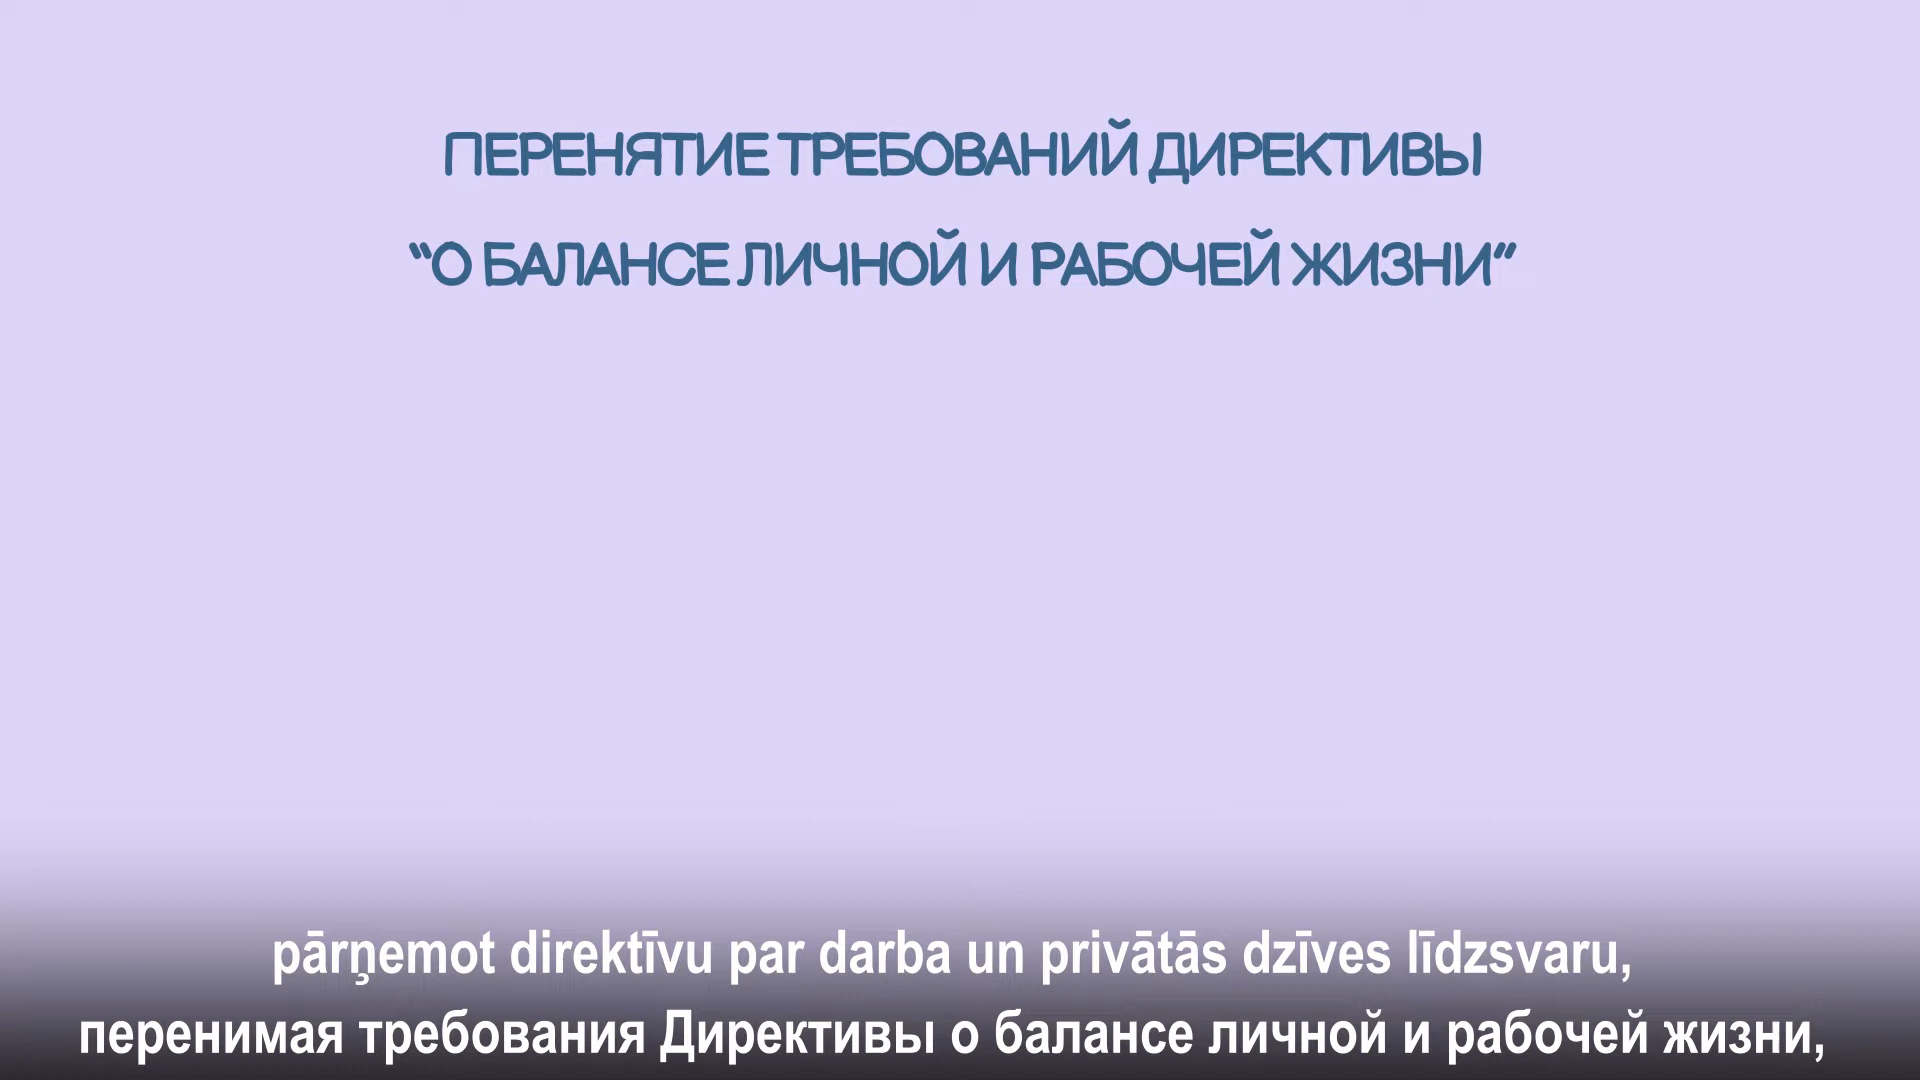 ПЕРЕНЯТИЕ ТРЕБОВАНИЙ ДИРЕКТИВЫ
“О БАЛАНСЕ ЛИЧНОЙ И РАБОЧЕЙ ЖИЗНИ”
pārņemot direktīvu par darba un privātās dzīves līdzsvaru,
перенимая требования Директивы о балансе личной и рабочей жизни,